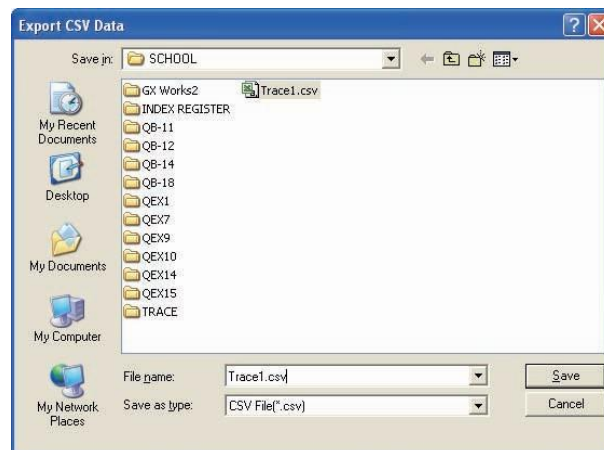 Export CSV Data
Save in: SCHOOL
My Recent Documents
Desktop
My Documents
My Computer
My Network Places
GX Works2
INDEX REGISTER
QB-11
QB-12
QB-14
QB-18
QEX1
QEX7
QEX9
QEX10
QEX14
QEX15
TRACE
Trace1.csv
File name: Trace1.csv
Save
Save as type: CSV File(*.csv)
Cancel